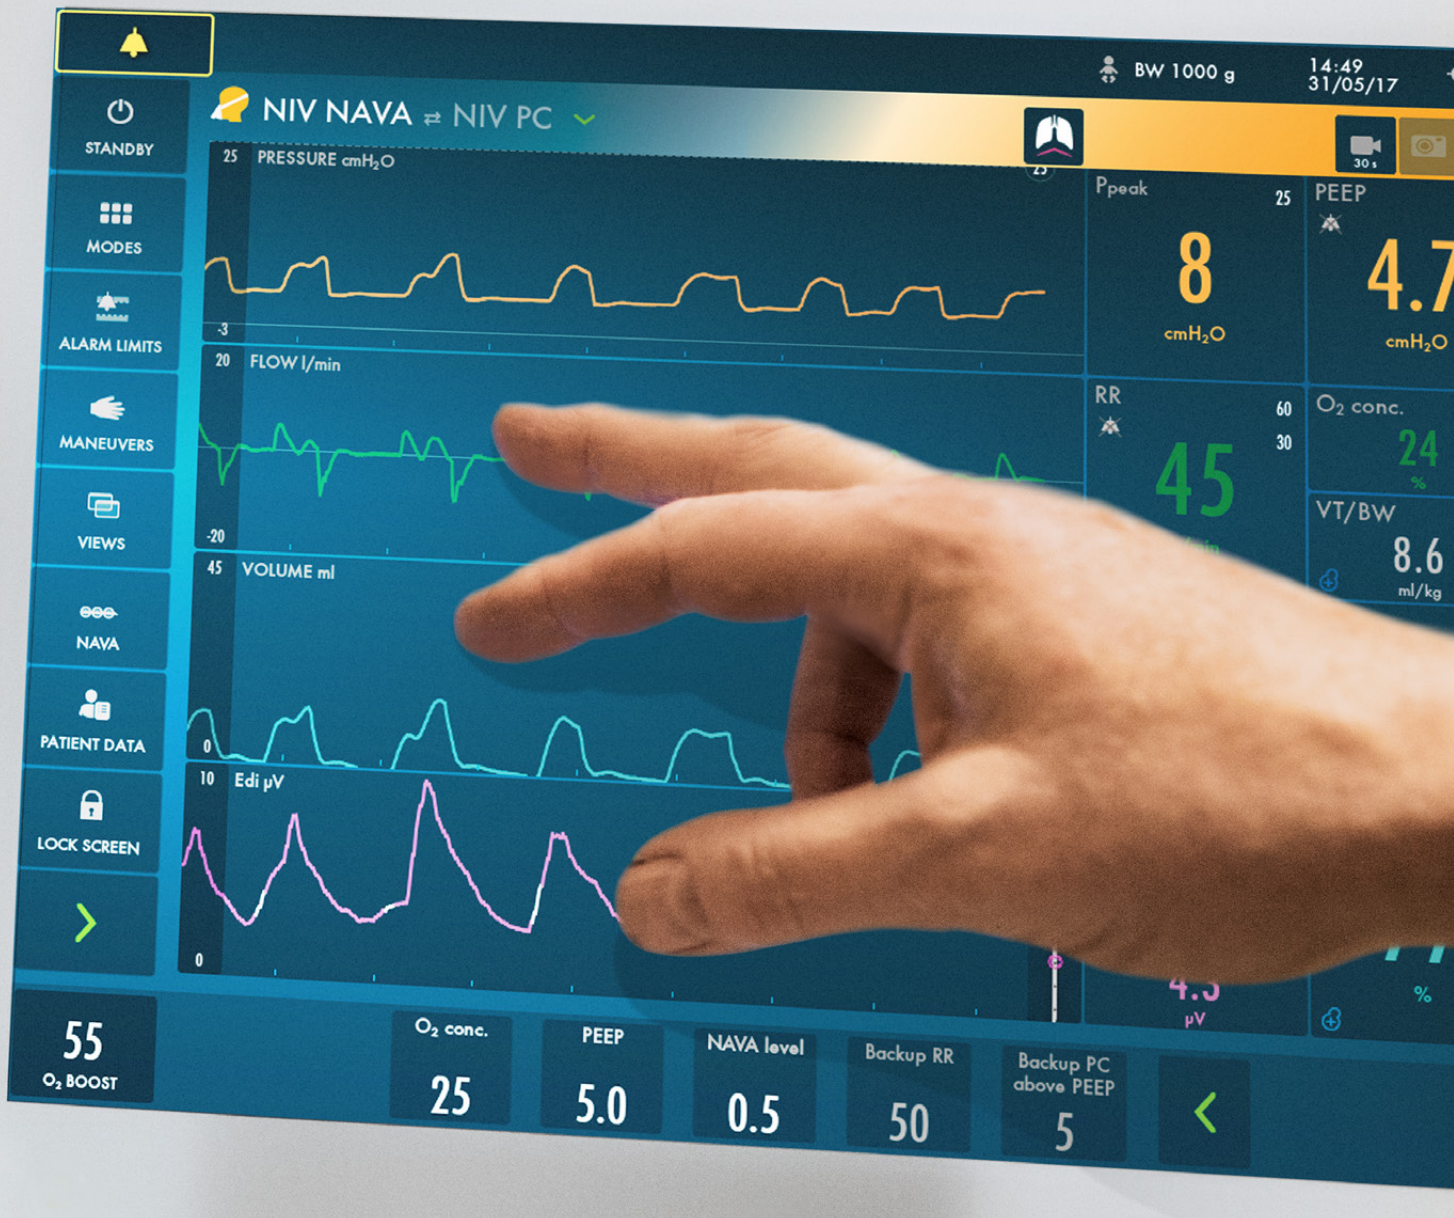 BW 1000 g
14:49
31/05/17
STANDBY
MODES
ALARM LIMITS
MANEUVERS
VIEWS
NAVA
PATIENT DATA
LOCK SCREEN
NIV NAVA ⇄ NIV PC
30 s
25 PRESSURE cmH₂O
25
-3
20 FLOW l/min
-20
45 VOLUME ml
0
10 Edi µV
0
Ppeak 25
8
cmH₂O
PEEP
4.7
cmH₂O
RR 60
30
45
O₂ conc.
24
%
VT/BW
8.6
ml/kg
µV
%
55
O₂ BOOST
O₂ conc.
25
PEEP
5.0
NAVA level
0.5
Backup RR
50
Backup PC
above PEEP
5